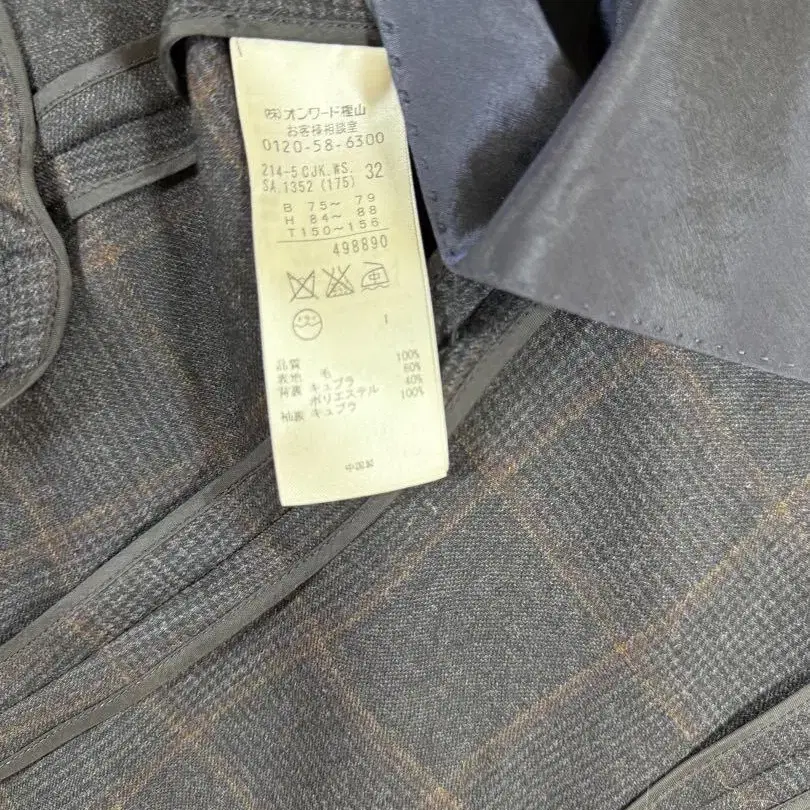 ㈱オンワード樫山
お客様相談室
0120-58-6300
214-5 CJK.WS. 32
SA.1352 (175)
B 75～ 79
H 84～ 88
T150～156
498890
中
1
品質
表地 毛 100%
背裏 キュプラ 60%
ポリエステル 40%
袖裏 キュプラ 100%
中国製